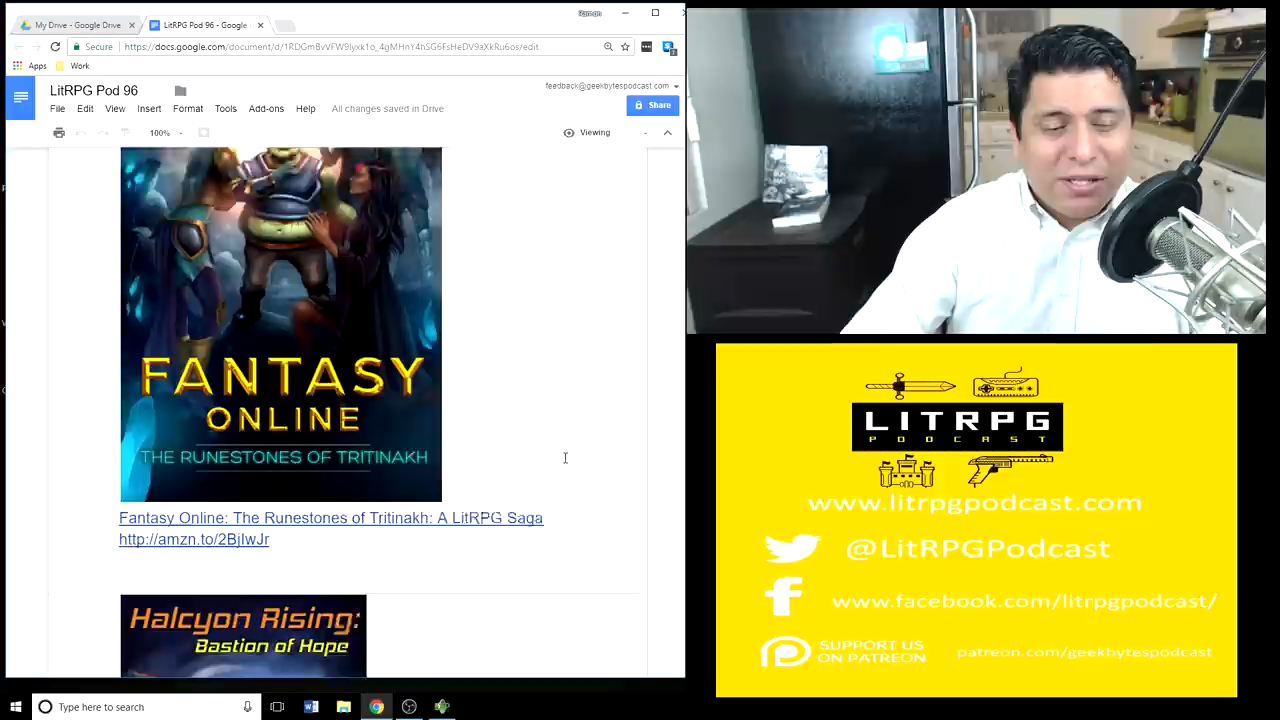 Ramon
My Drive - Google Drive
LitRPG Pod 96 - Google
Secure
https://docs.google.com/document/d/1RDGmBvVFW9iyxk1o_4gMHnY4hSG6FsHeDV9aXkRu6os/edit
Apps
Work
LitRPG Pod 96
feedback@geekbytespodcast.com
File Edit View Insert Format Tools Add-ons Help All changes saved in Drive
Share
100%
Viewing
FANTASY
ONLINE
THE RUNESTONES OF TRITINAKH
Fantasy Online: The Runestones of Tritinakh: A LitRPG Saga
http://amzn.to/2BjIwJr
Halcyon Rising:
Bastion of Hope
Type here to search
LITRPG
PODCAST
www.litrpgpodcast.com
@LitRPGPodcast
www.facebook.com/litrpgpodcast/
SUPPORT US
ON PATREON
patreon.com/geekbytespodcast